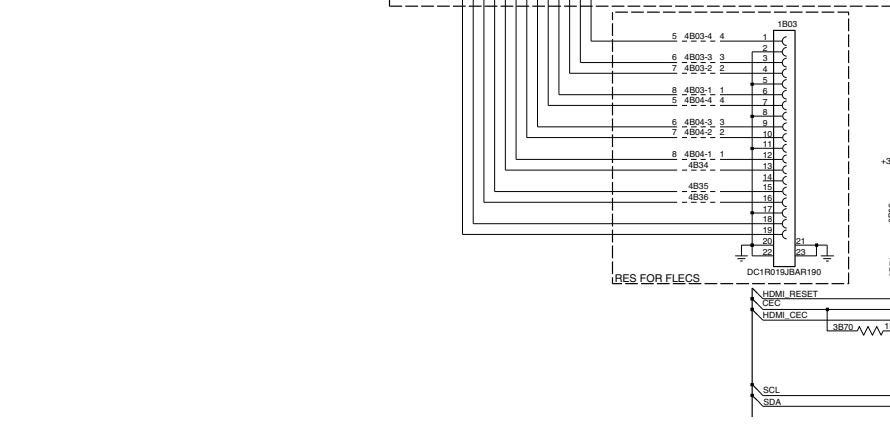 1B03
5 4B03-4 4 1
2
6 4B03-3 3 3
7 4B03-2 2 4
5
8 4B03-1 1 6
5 4B04-4 4 7
8
6 4B04-3 3 9
7 4B04-2 2 10
11
8 4B04-1 1 12
4B34 13
14
4B35 15
4B36 16
17
18
19
20 21
22 23
DC1R019JBAR190
RES FOR FLECS
HDMI_RESET
CEC
HDMI_CEC
3B70
SCL
SDA